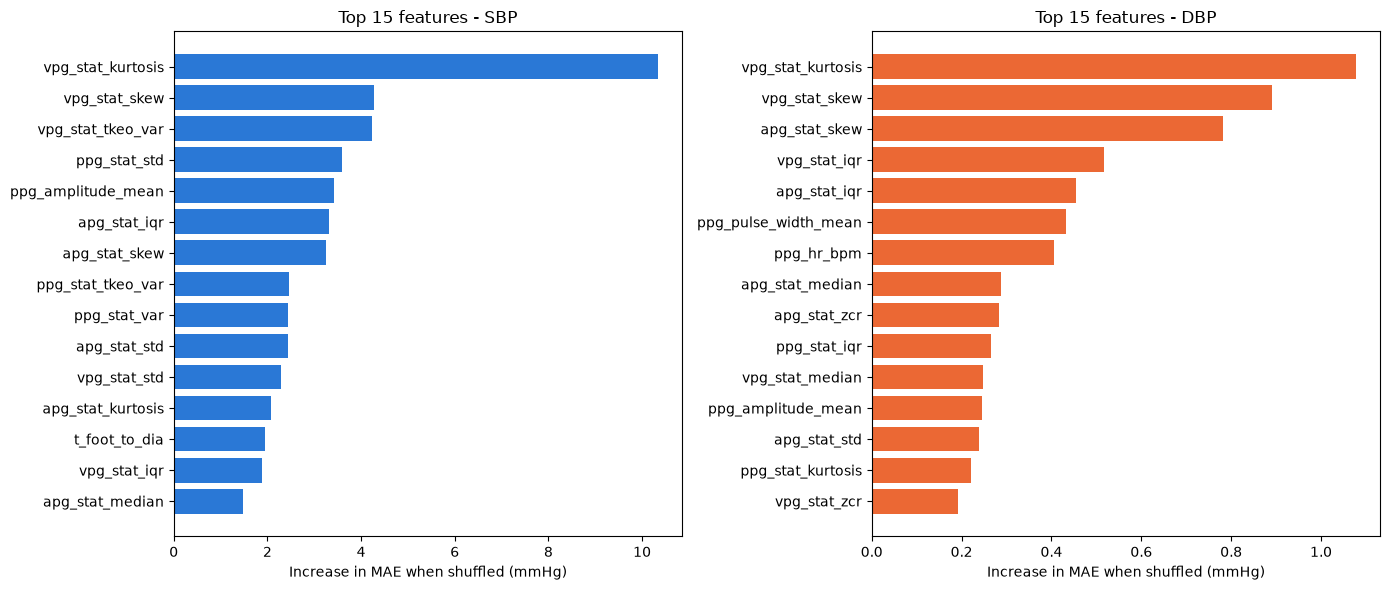 Top 15 features - SBP
vpg_stat_kurtosis
vpg_stat_skew
vpg_stat_tkeo_var
ppg_stat_std
ppg_amplitude_mean
apg_stat_iqr
apg_stat_skew
ppg_stat_tkeo_var
ppg_stat_var
apg_stat_std
vpg_stat_std
apg_stat_kurtosis
t_foot_to_dia
vpg_stat_iqr
apg_stat_median
0 2 4 6 8 10
Increase in MAE when shuffled (mmHg)
Top 15 features - DBP
vpg_stat_kurtosis
vpg_stat_skew
apg_stat_skew
vpg_stat_iqr
apg_stat_iqr
ppg_pulse_width_mean
ppg_hr_bpm
apg_stat_median
apg_stat_zcr
ppg_stat_iqr
vpg_stat_median
ppg_amplitude_mean
apg_stat_std
ppg_stat_kurtosis
vpg_stat_zcr
0.0 0.2 0.4 0.6 0.8 1.0
Increase in MAE when shuffled (mmHg)